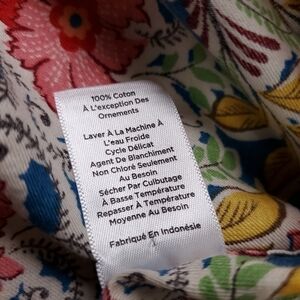 100% Coton
À L'exception Des
Ornements
Laver À La Machine À
L'eau Froide
Cycle Délicat
Agent De Blanchiment
Non Chloré Seulement
Au Besoin
Sécher Par Culbutage
À Basse Température
Repasser À Température
Moyenne Au Besoin
Fabriqué En Indonésie